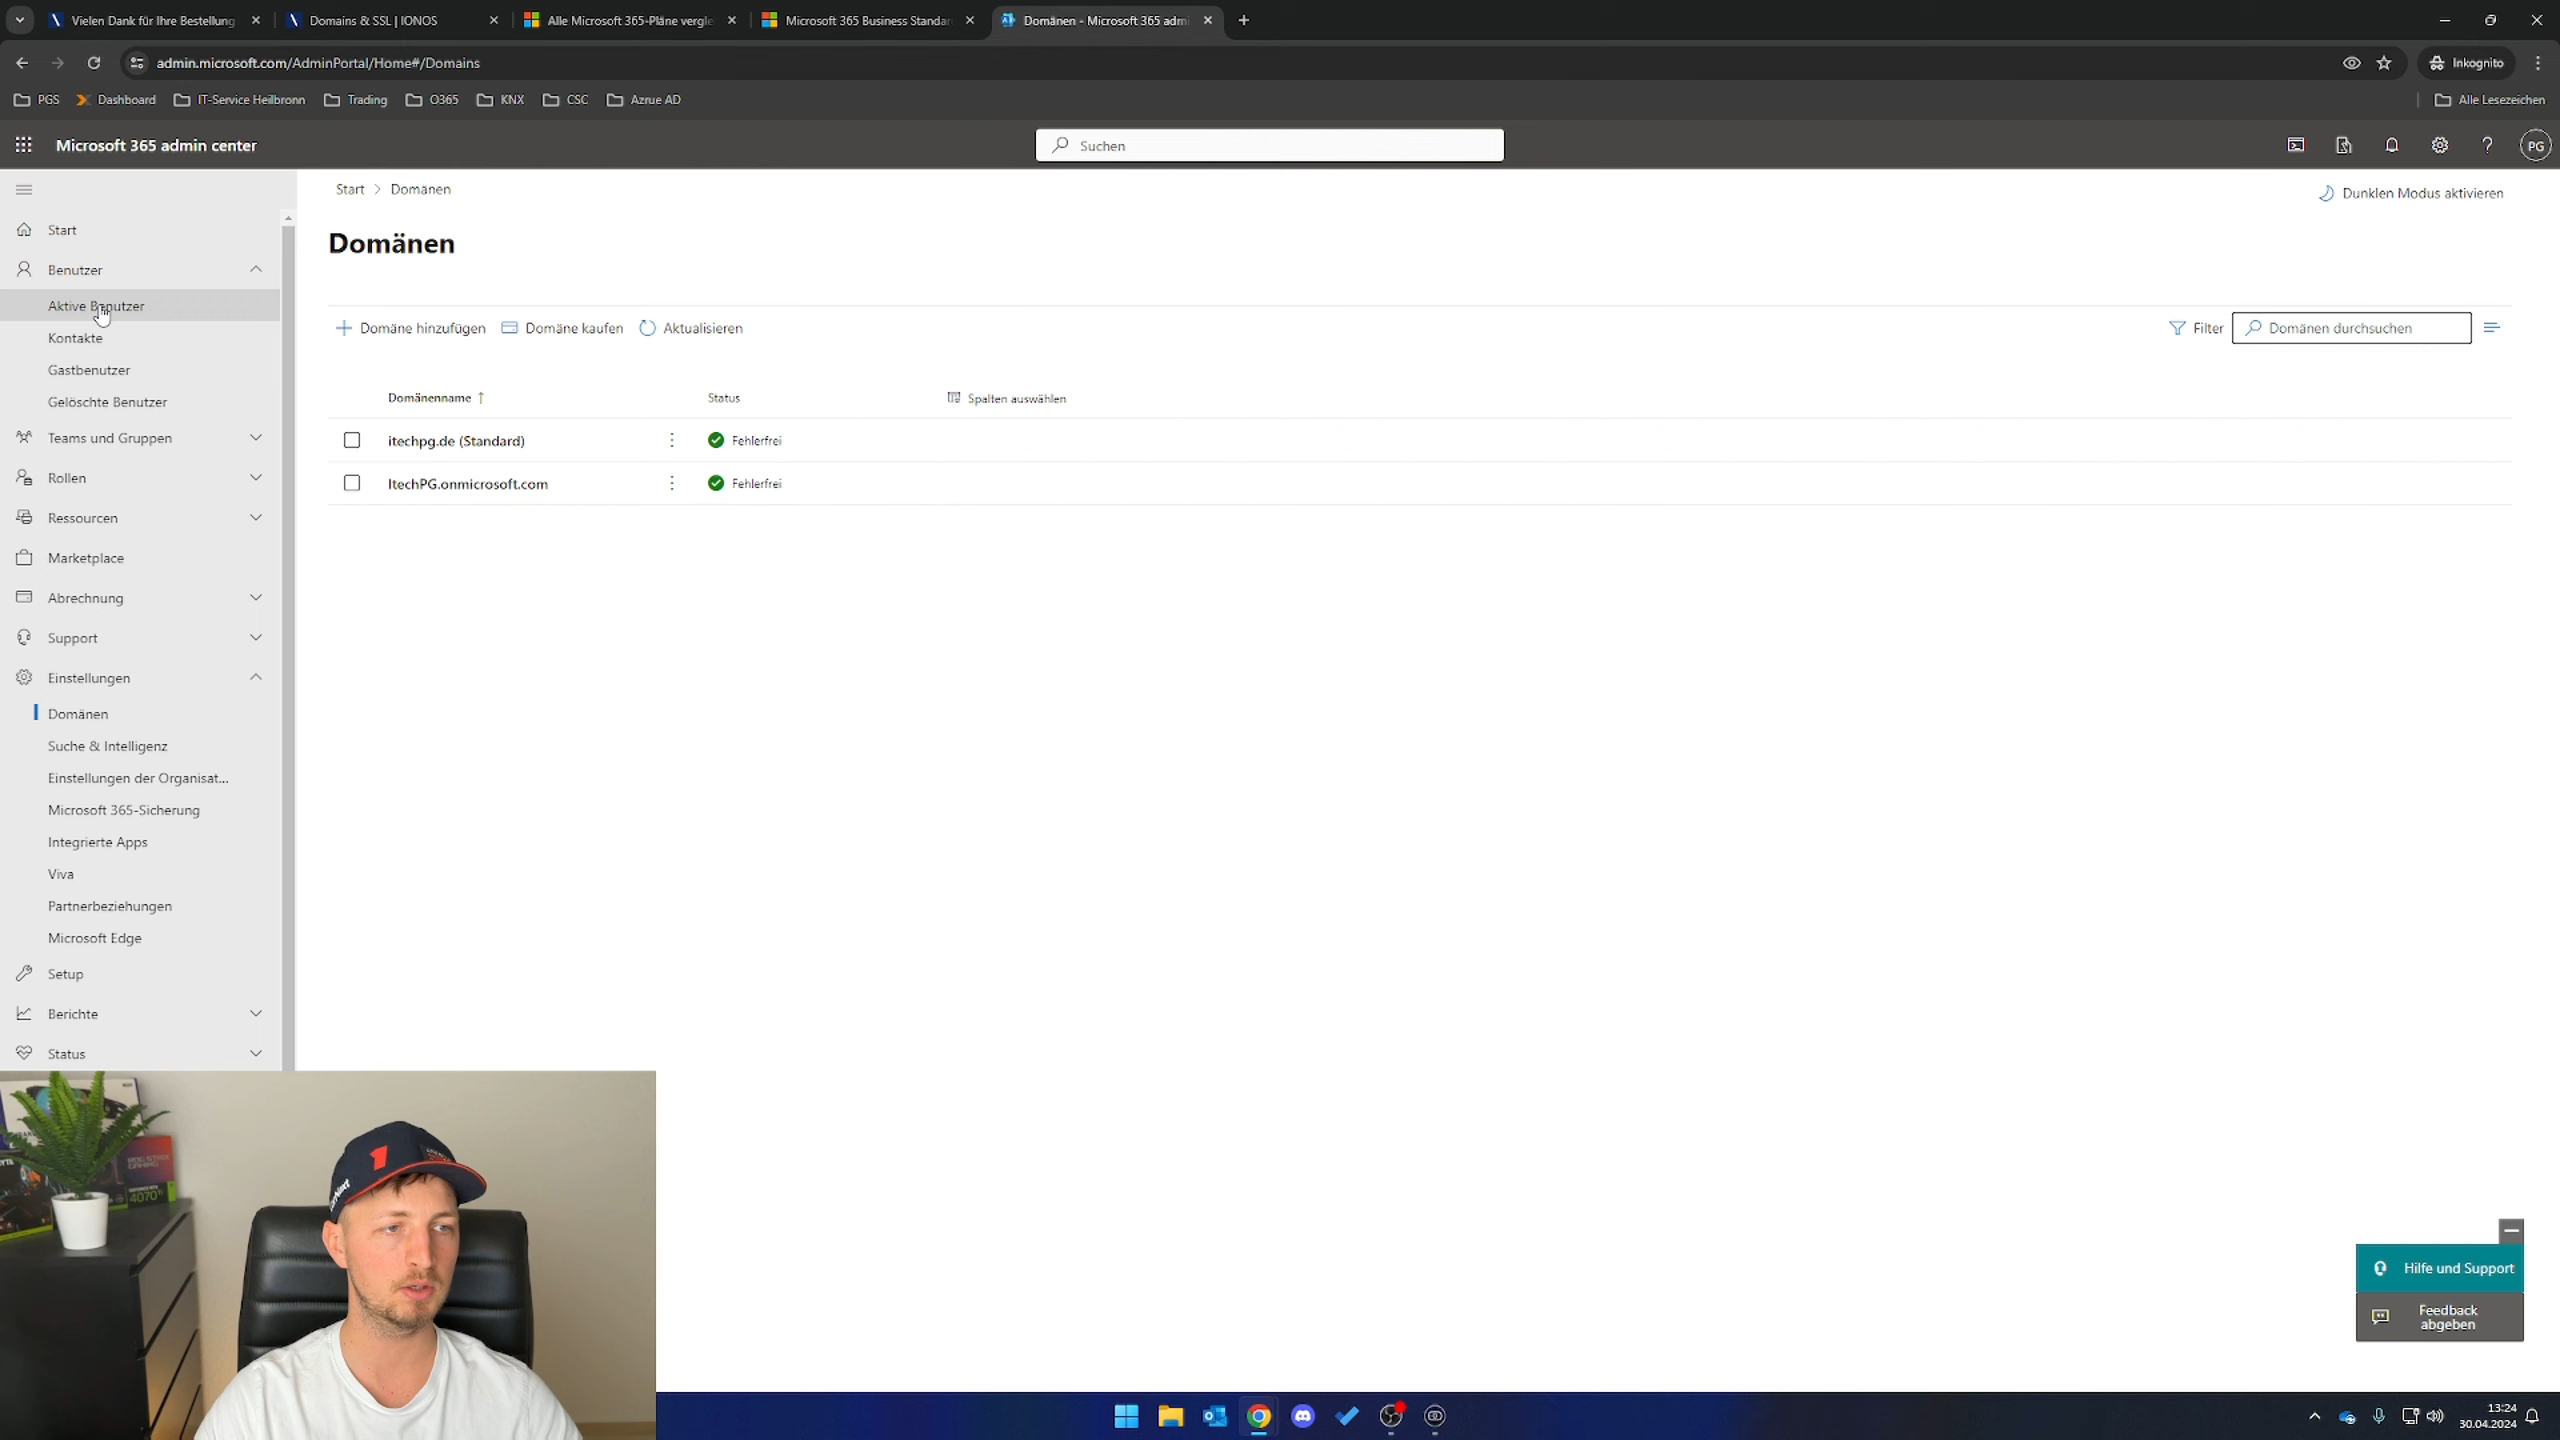 Vielen Dank für Ihre Bestellung
Domains & SSL | IONOS
Alle Microsoft 365-Pläne vergle
Microsoft 365 Business Standar
Domänen - Microsoft 365 admi
admin.microsoft.com/AdminPortal/Home#/Domains
Inkognito
PGS
Dashboard
IT-Service Heilbronn
Trading
O365
KNX
CSC
Azrue AD
Alle Lesezeichen
Microsoft 365 admin center
Suchen
PG
Start > Domänen
Dunklen Modus aktivieren
Start
Benutzer
Aktive Benutzer
Kontakte
Gastbenutzer
Gelöschte Benutzer
Teams und Gruppen
Rollen
Ressourcen
Marketplace
Abrechnung
Support
Einstellungen
Domänen
Suche & Intelligenz
Einstellungen der Organisat...
Microsoft 365-Sicherung
Integrierte Apps
Viva
Partnerbeziehungen
Microsoft Edge
Setup
Berichte
Status
Domänen
Domäne hinzufügen
Domäne kaufen
Aktualisieren
Filter
Domänen durchsuchen
Domänenname ↑
Status
Spalten auswählen
itechpg.de (Standard)
Fehlerfrei
ItechPG.onmicrosoft.com
Fehlerfrei
Hilfe und Support
Feedback
abgeben
4070 Ti
1
13:24
30.04.2024